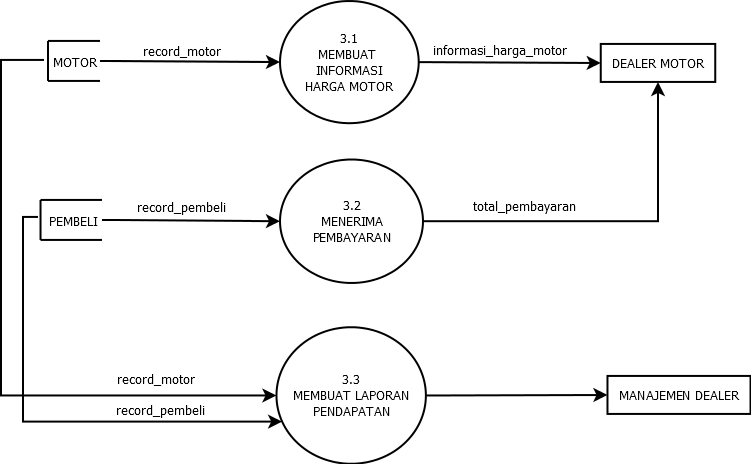 3.1
MEMBUAT
INFORMASI
HARGA MOTOR
MOTOR
record_motor
informasi_harga_motor
DEALER MOTOR
3.2
MENERIMA
PEMBAYARAN
PEMBELI
record_pembeli
total_pembayaran
3.3
MEMBUAT LAPORAN
PENDAPATAN
record_motor
record_pembeli
MANAJEMEN DEALER